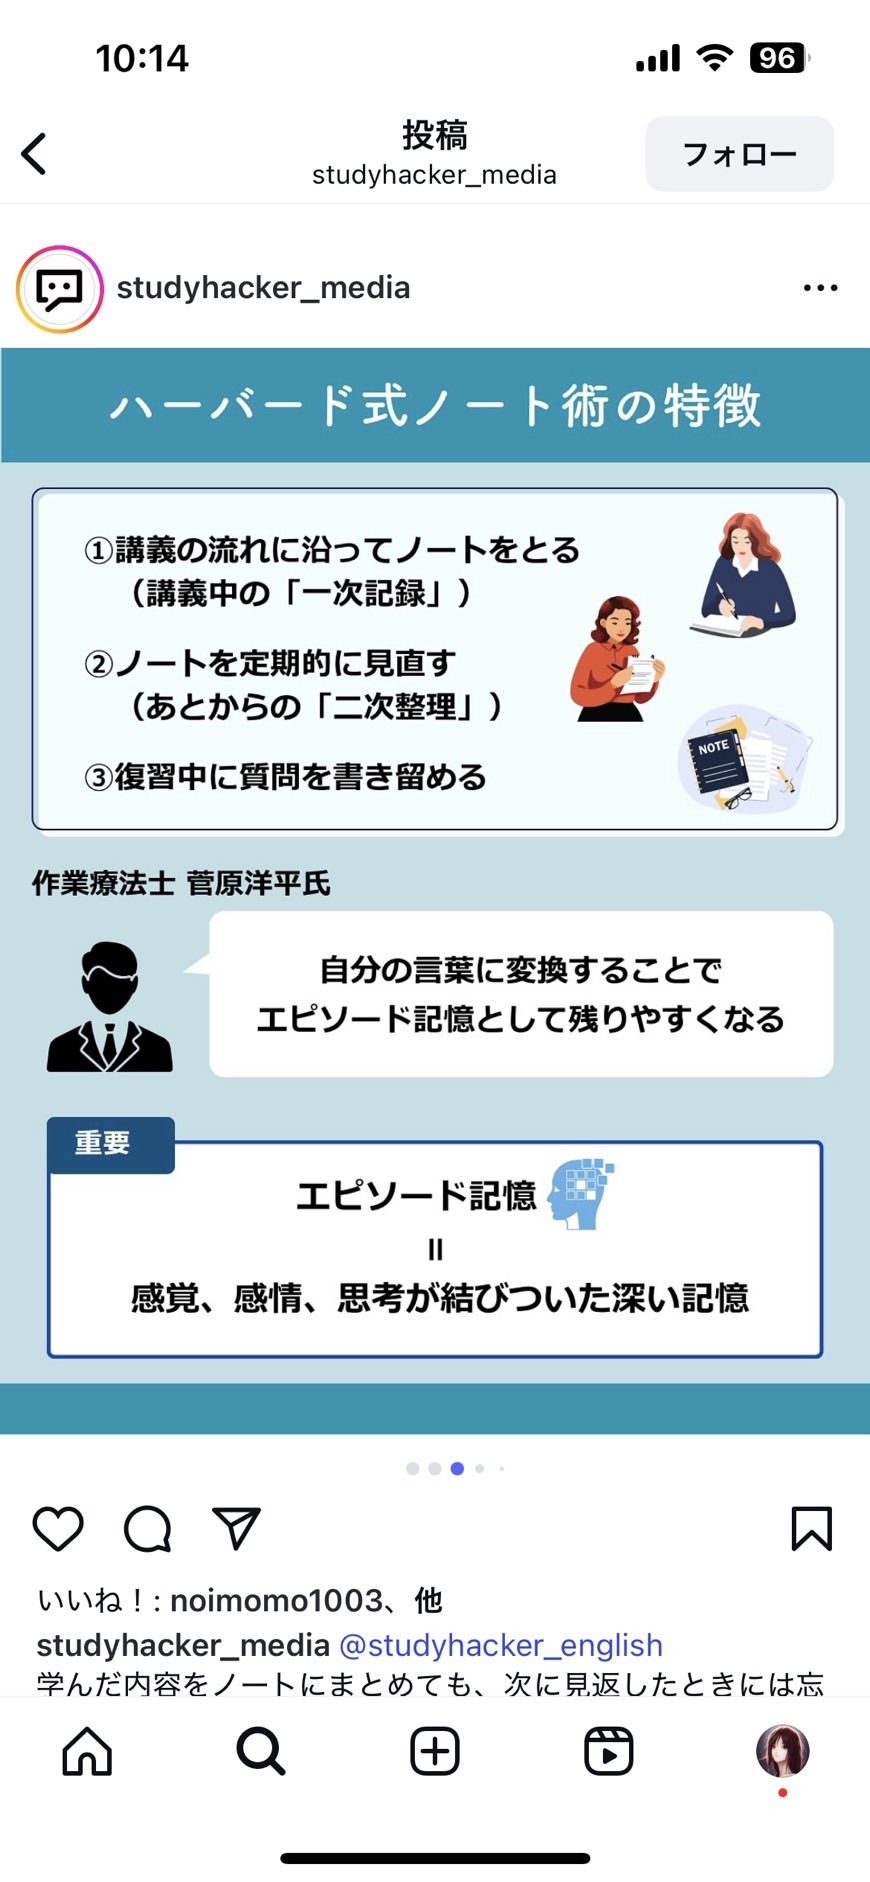 10:14
96
投稿
studyhacker_media
フォロー
studyhacker_media
ハーバード式ノート術の特徴
①講義の流れに沿ってノートをとる
（講義中の「一次記録」）
②ノートを定期的に見直す
（あとからの「二次整理」）
③復習中に質問を書き留める
NOTE
作業療法士 菅原洋平氏
自分の言葉に変換することで
エピソード記憶として残りやすくなる
重要
エピソード記憶
=
感覚、感情、思考が結びついた深い記憶
いいね！: noimomo1003、他
studyhacker_media @studyhacker_english
学んだ内容をノートにまとめても、次に見返したときには忘